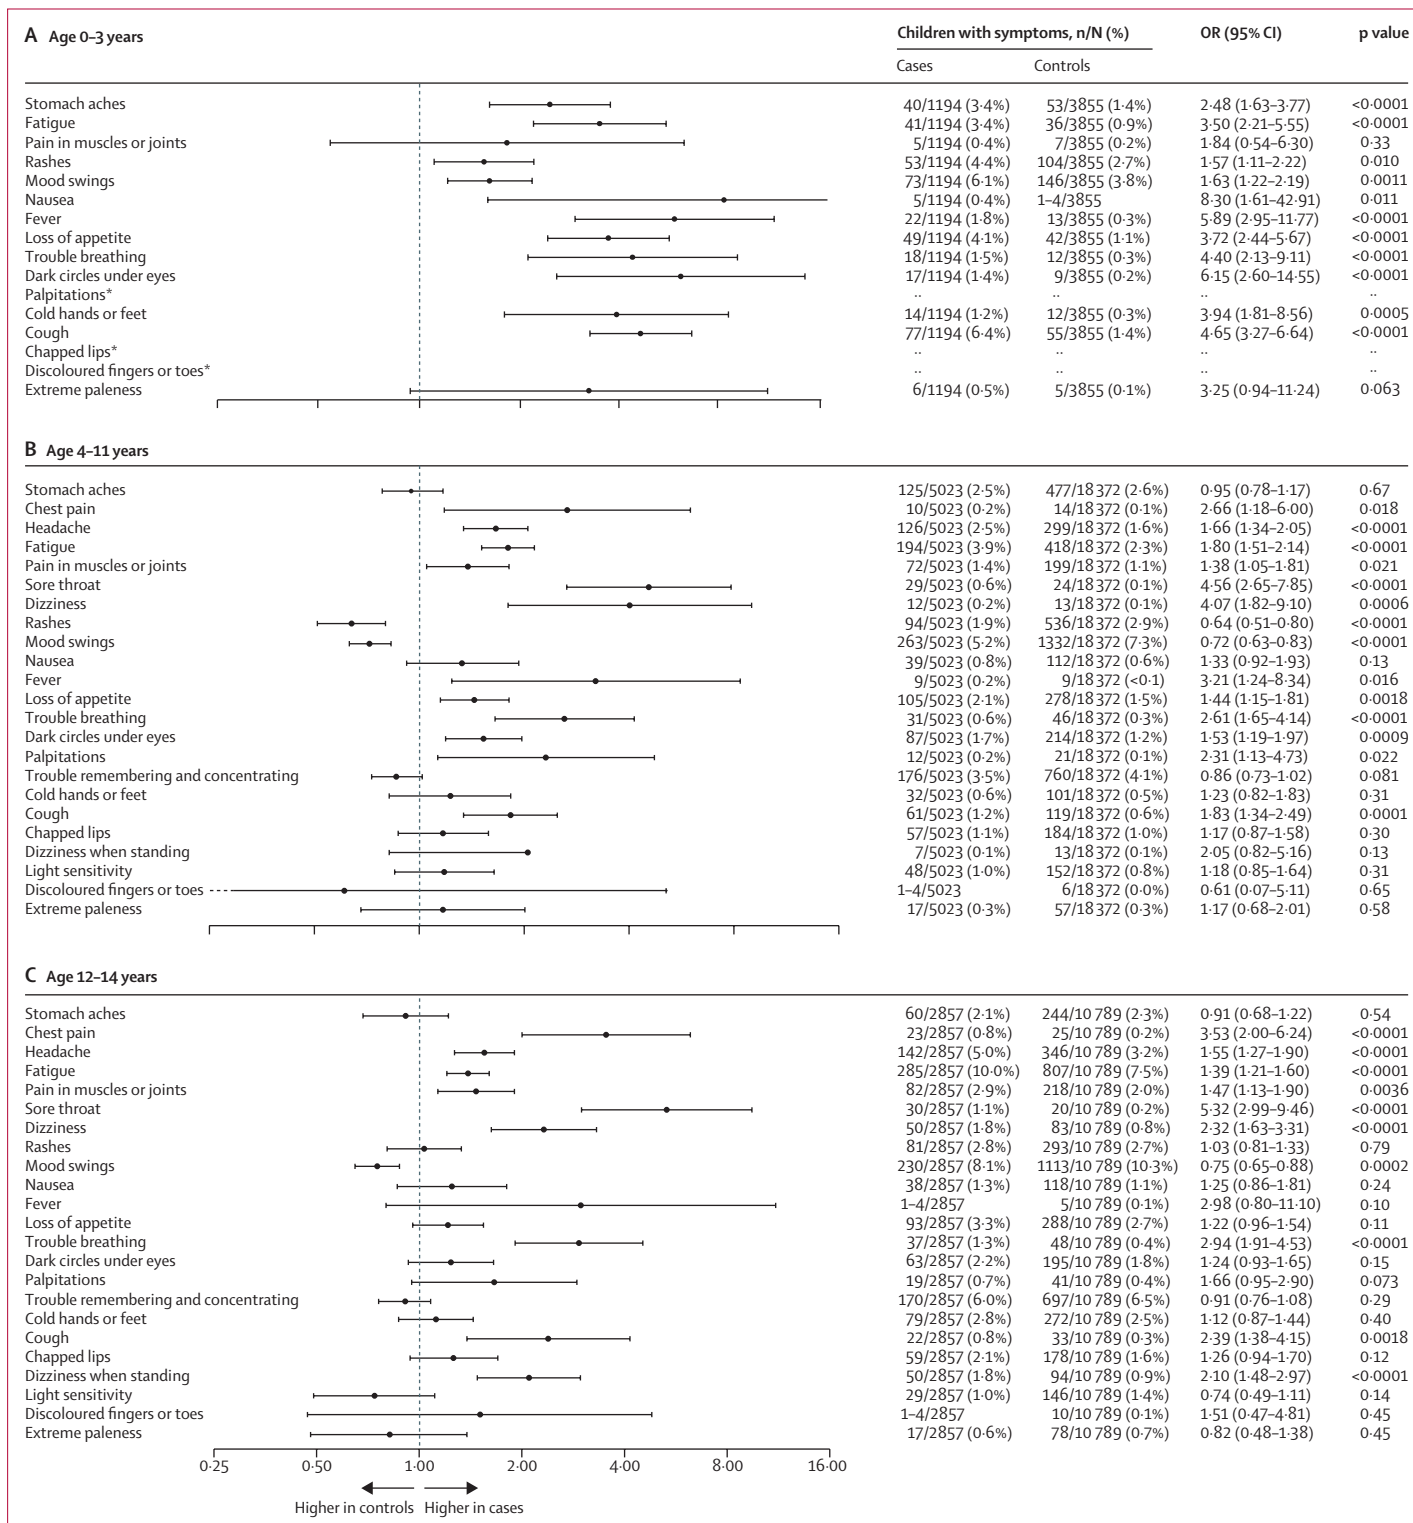 A Age 0–3 years Children with symptoms, n/N (%) OR (95% CI) p value
Cases Controls
Stomach aches 40/1194 (3·4%) 53/3855 (1·4%) 2·48 (1·63–3·77) <0·0001
Fatigue 41/1194 (3·4%) 36/3855 (0·9%) 3·50 (2·21–5·55) <0·0001
Pain in muscles or joints 5/1194 (0·4%) 7/3855 (0·2%) 1·84 (0·54–6·30) 0·33
Rashes 53/1194 (4·4%) 104/3855 (2·7%) 1·57 (1·11–2·22) 0·010
Mood swings 73/1194 (6·1%) 146/3855 (3·8%) 1·63 (1·22–2·19) 0·0011
Nausea 5/1194 (0·4%) 1–4/3855 8·30 (1·61–42·91) 0·011
Fever 22/1194 (1·8%) 13/3855 (0·3%) 5·89 (2·95–11·77) <0·0001
Loss of appetite 49/1194 (4·1%) 42/3855 (1·1%) 3·72 (2·44–5·67) <0·0001
Trouble breathing 18/1194 (1·5%) 12/3855 (0·3%) 4·40 (2·13–9·11) <0·0001
Dark circles under eyes 17/1194 (1·4%) 9/3855 (0·2%) 6·15 (2·60–14·55) <0·0001
Palpitations* ·· ·· ·· ··
Cold hands or feet 14/1194 (1·2%) 12/3855 (0·3%) 3·94 (1·81–8·56) 0·0005
Cough 77/1194 (6·4%) 55/3855 (1·4%) 4·65 (3·27–6·64) <0·0001
Chapped lips* ·· ·· ·· ··
Discoloured fingers or toes* ·· ·· ·· ··
Extreme paleness 6/1194 (0·5%) 5/3855 (0·1%) 3·25 (0·94–11·24) 0·063
B Age 4–11 years
Stomach aches 125/5023 (2·5%) 477/18 372 (2·6%) 0·95 (0·78–1·17) 0·67
Chest pain 10/5023 (0·2%) 14/18 372 (0·1%) 2·66 (1·18–6·00) 0·018
Headache 126/5023 (2·5%) 299/18 372 (1·6%) 1·66 (1·34–2·05) <0·0001
Fatigue 194/5023 (3·9%) 418/18 372 (2·3%) 1·80 (1·51–2·14) <0·0001
Pain in muscles or joints 72/5023 (1·4%) 199/18 372 (1·1%) 1·38 (1·05–1·81) 0·021
Sore throat 29/5023 (0·6%) 24/18 372 (0·1%) 4·56 (2·65–7·85) <0·0001
Dizziness 12/5023 (0·2%) 13/18 372 (0·1%) 4·07 (1·82–9·10) 0·0006
Rashes 94/5023 (1·9%) 536/18 372 (2·9%) 0·64 (0·51–0·80) <0·0001
Mood swings 263/5023 (5·2%) 1332/18 372 (7·3%) 0·72 (0·63–0·83) <0·0001
Nausea 39/5023 (0·8%) 112/18 372 (0·6%) 1·33 (0·92–1·93) 0·13
Fever 9/5023 (0·2%) 9/18 372 (<0·1) 3·21 (1·24–8·34) 0·016
Loss of appetite 105/5023 (2·1%) 278/18 372 (1·5%) 1·44 (1·15–1·81) 0·0018
Trouble breathing 31/5023 (0·6%) 46/18 372 (0·3%) 2·61 (1·65–4·14) <0·0001
Dark circles under eyes 87/5023 (1·7%) 214/18 372 (1·2%) 1·53 (1·19–1·97) 0·0009
Palpitations 12/5023 (0·2%) 21/18 372 (0·1%) 2·31 (1·13–4·73) 0·022
Trouble remembering and concentrating 176/5023 (3·5%) 760/18 372 (4·1%) 0·86 (0·73–1·02) 0·081
Cold hands or feet 32/5023 (0·6%) 101/18 372 (0·5%) 1·23 (0·82–1·83) 0·31
Cough 61/5023 (1·2%) 119/18 372 (0·6%) 1·83 (1·34–2·49) 0·0001
Chapped lips 57/5023 (1·1%) 184/18 372 (1·0%) 1·17 (0·87–1·58) 0·30
Dizziness when standing 7/5023 (0·1%) 13/18 372 (0·1%) 2·05 (0·82–5·16) 0·13
Light sensitivity 48/5023 (1·0%) 152/18 372 (0·8%) 1·18 (0·85–1·64) 0·31
Discoloured fingers or toes 1–4/5023 6/18 372 (0·0%) 0·61 (0·07–5·11) 0·65
Extreme paleness 17/5023 (0·3%) 57/18 372 (0·3%) 1·17 (0·68–2·01) 0·58
C Age 12–14 years
Stomach aches 60/2857 (2·1%) 244/10 789 (2·3%) 0·91 (0·68–1·22) 0·54
Chest pain 23/2857 (0·8%) 25/10 789 (0·2%) 3·53 (2·00–6·24) <0·0001
Headache 142/2857 (5·0%) 346/10 789 (3·2%) 1·55 (1·27–1·90) <0·0001
Fatigue 285/2857 (10·0%) 807/10 789 (7·5%) 1·39 (1·21–1·60) <0·0001
Pain in muscles or joints 82/2857 (2·9%) 218/10 789 (2·0%) 1·47 (1·13–1·90) 0·0036
Sore throat 30/2857 (1·1%) 20/10 789 (0·2%) 5·32 (2·99–9·46) <0·0001
Dizziness 50/2857 (1·8%) 83/10 789 (0·8%) 2·32 (1·63–3·31) <0·0001
Rashes 81/2857 (2·8%) 293/10 789 (2·7%) 1·03 (0·81–1·33) 0·79
Mood swings 230/2857 (8·1%) 1113/10 789 (10·3%) 0·75 (0·65–0·88) 0·0002
Nausea 38/2857 (1·3%) 118/10 789 (1·1%) 1·25 (0·86–1·81) 0·24
Fever 1–4/2857 5/10 789 (0·1%) 2·98 (0·80–11·10) 0·10
Loss of appetite 93/2857 (3·3%) 288/10 789 (2·7%) 1·22 (0·96–1·54) 0·11
Trouble breathing 37/2857 (1·3%) 48/10 789 (0·4%) 2·94 (1·91–4·53) <0·0001
Dark circles under eyes 63/2857 (2·2%) 195/10 789 (1·8%) 1·24 (0·93–1·65) 0·15
Palpitations 19/2857 (0·7%) 41/10 789 (0·4%) 1·66 (0·95–2·90) 0·073
Trouble remembering and concentrating 170/2857 (6·0%) 697/10 789 (6·5%) 0·91 (0·76–1·08) 0·29
Cold hands or feet 79/2857 (2·8%) 272/10 789 (2·5%) 1·12 (0·87–1·44) 0·40
Cough 22/2857 (0·8%) 33/10 789 (0·3%) 2·39 (1·38–4·15) 0·0018
Chapped lips 59/2857 (2·1%) 178/10 789 (1·6%) 1·26 (0·94–1·70) 0·12
Dizziness when standing 50/2857 (1·8%) 94/10 789 (0·9%) 2·10 (1·48–2·97) <0·0001
Light sensitivity 29/2857 (1·0%) 146/10 789 (1·4%) 0·74 (0·49–1·11) 0·14
Discoloured fingers or toes 1–4/2857 10/10 789 (0·1%) 1·51 (0·47–4·81) 0·45
Extreme paleness 17/2857 (0·6%) 78/10 789 (0·7%) 0·82 (0·48–1·38) 0·45
0·25 0·50 1·00 2·00 4·00 8·00 16·00
Higher in controls Higher in cases